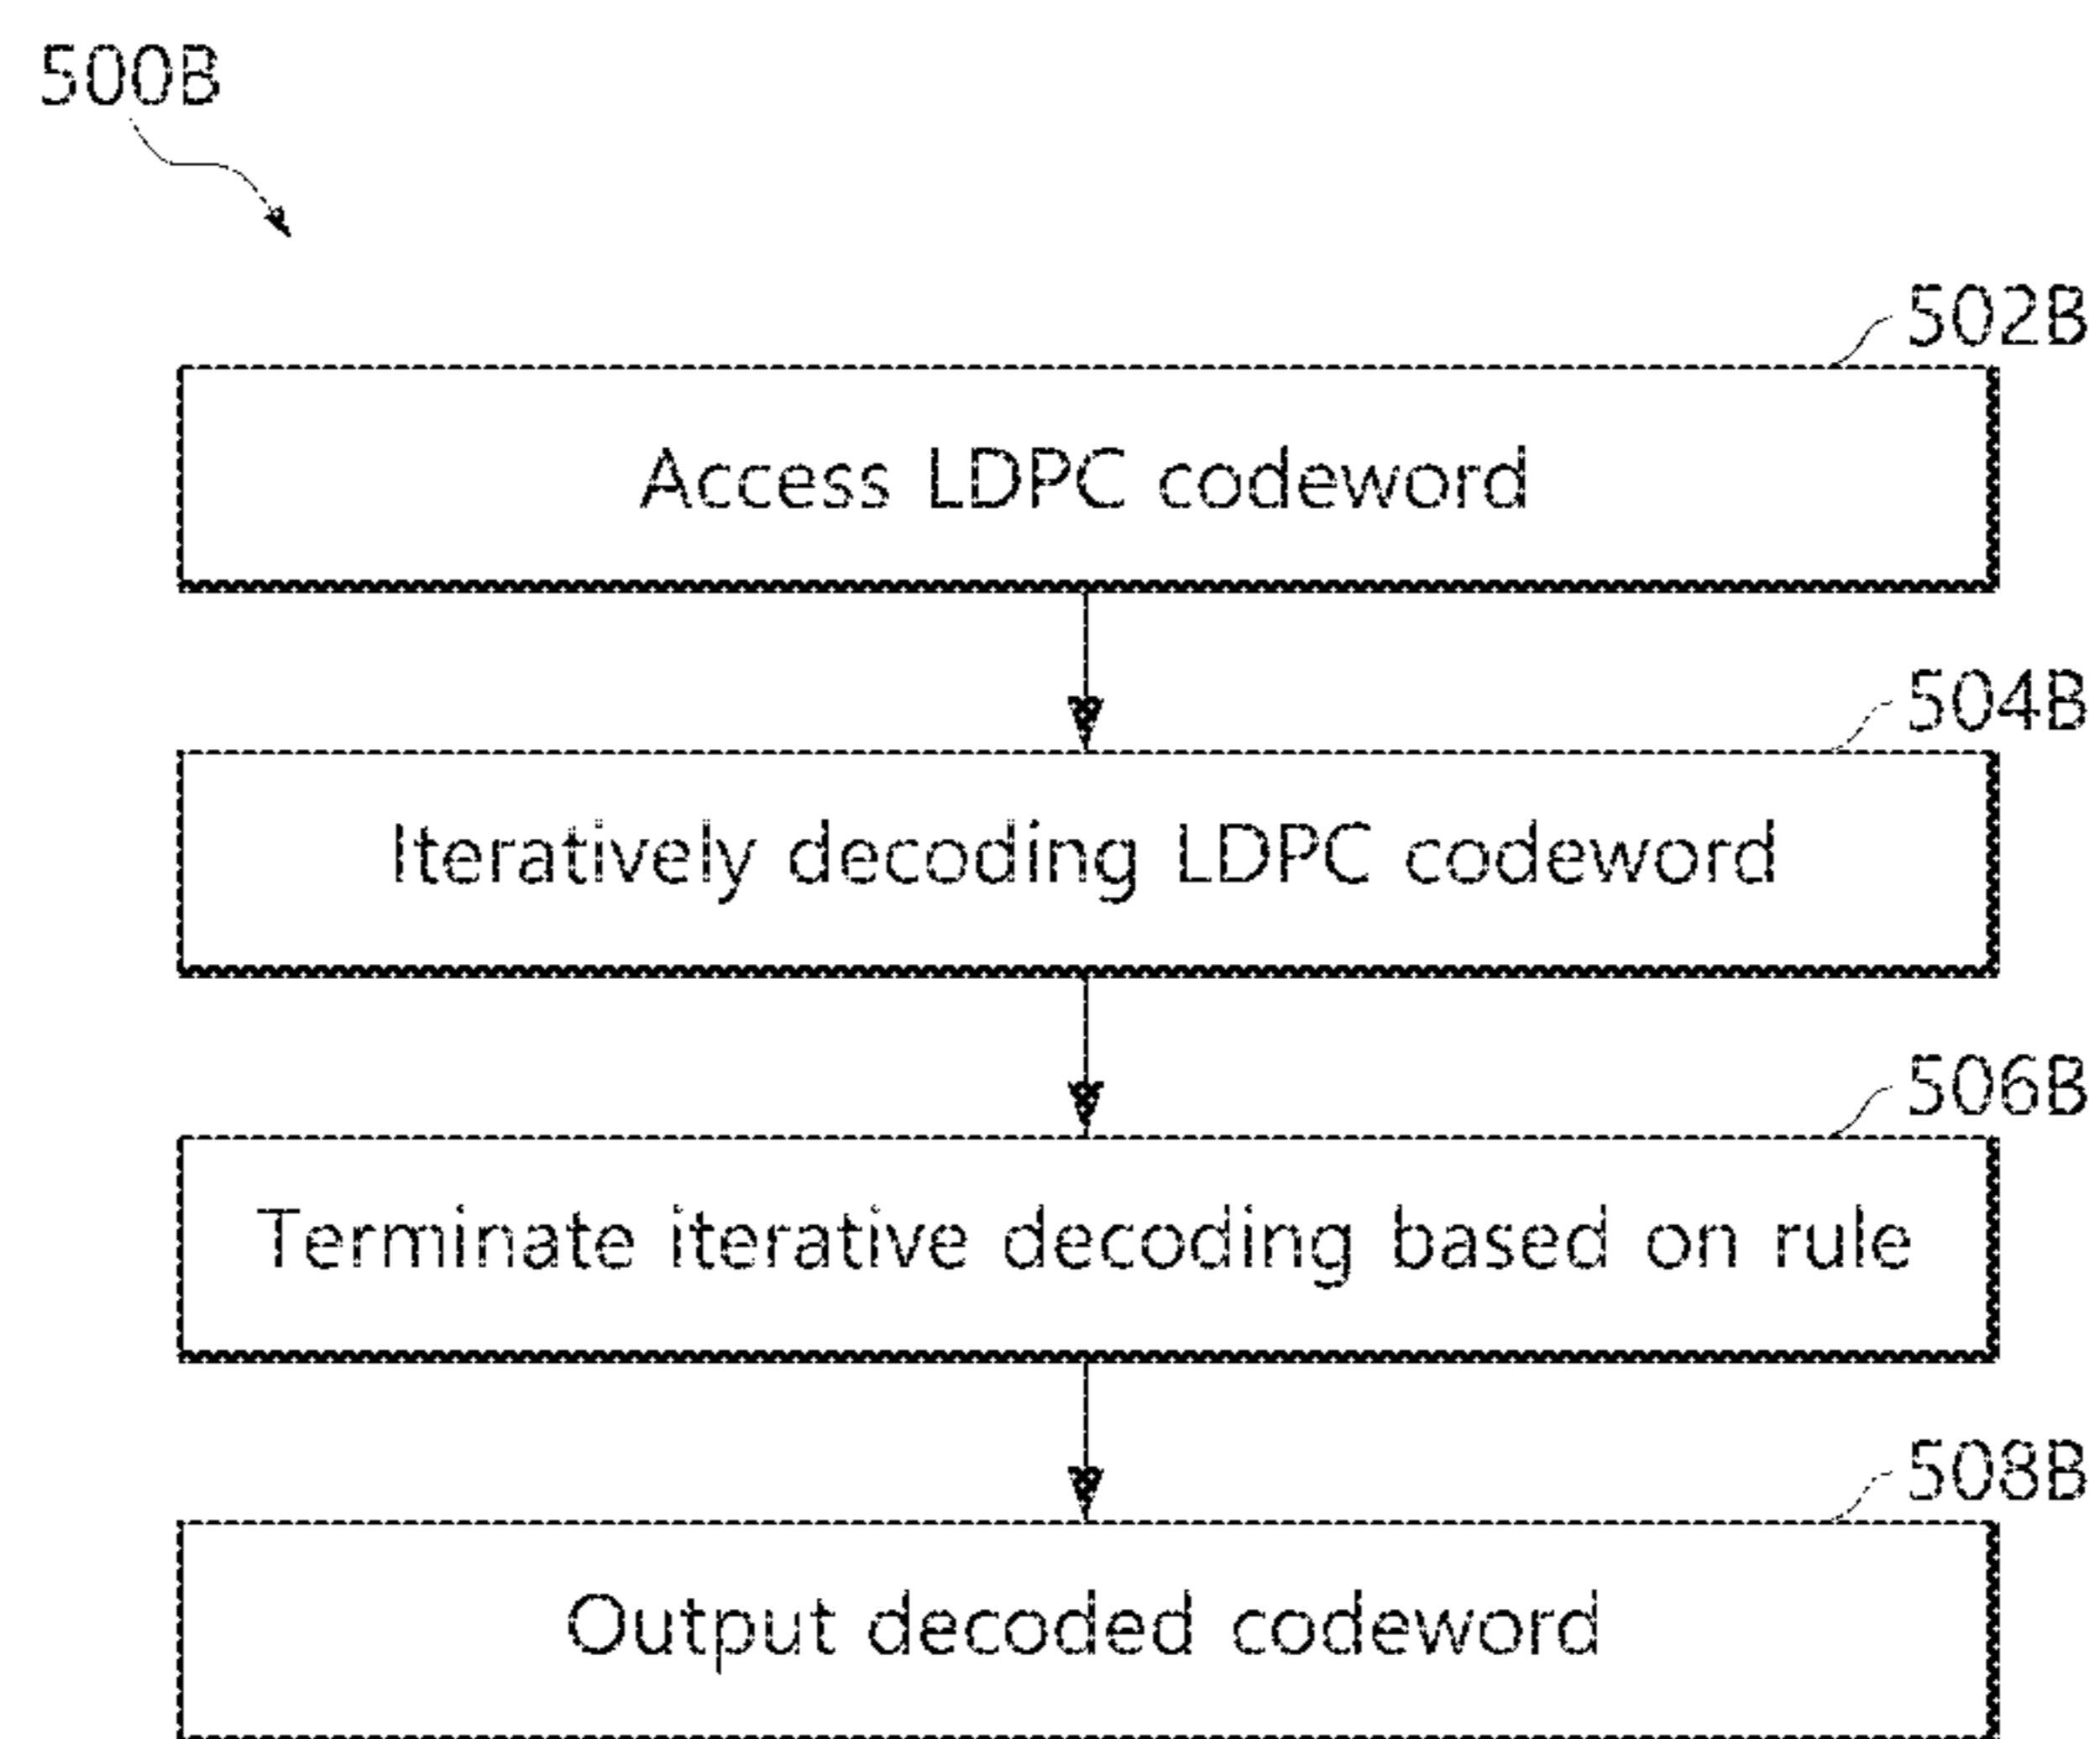 500B
502B
Access LDPC codeword
504B
Iteratively decoding LDPC codeword
506B
Terminate iterative decoding based on rule
508B
Output decoded codeword